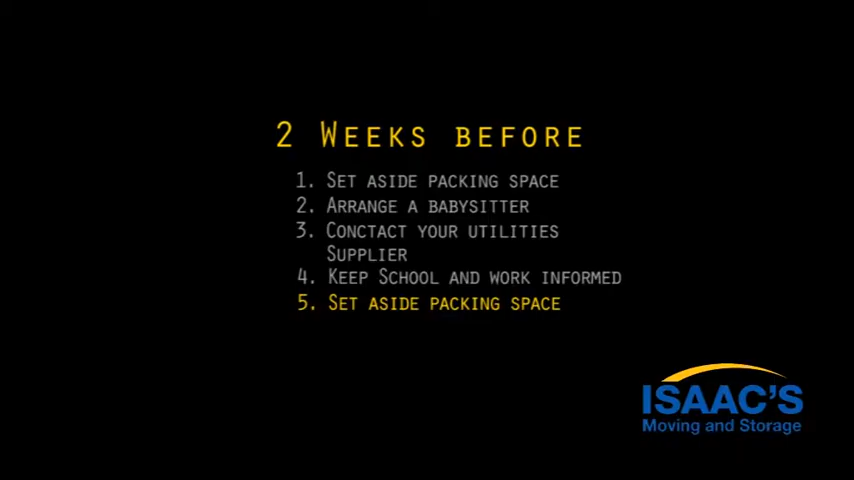 2 WEEKS BEFORE
1. SET ASIDE PACKING SPACE
2. ARRANGE A BABYSITTER
3. CONCTACT YOUR UTILITIES
SUPPLIER
4. KEEP SCHOOL AND WORK INFORMED
5. SET ASIDE PACKING SPACE
ISAAC'S
Moving and Storage